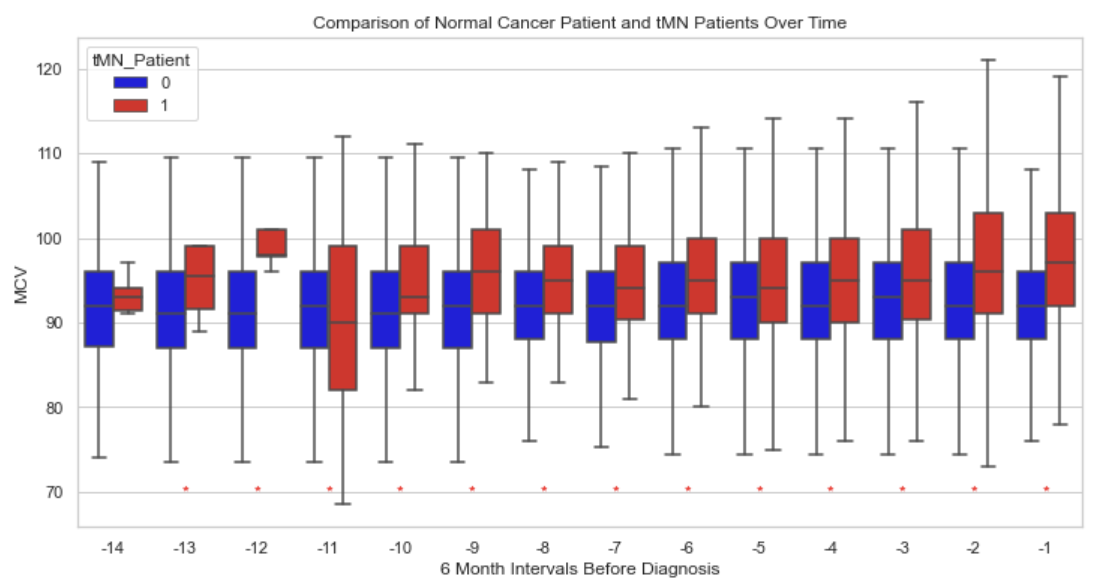 Comparison of Normal Cancer Patient and tMN Patients Over Time
tMN_Patient
0
1
120
110
100
90
80
70
MCV
* * * * * * * * * * * * *
-14 -13 -12 -11 -10 -9 -8 -7 -6 -5 -4 -3 -2 -1
6 Month Intervals Before Diagnosis